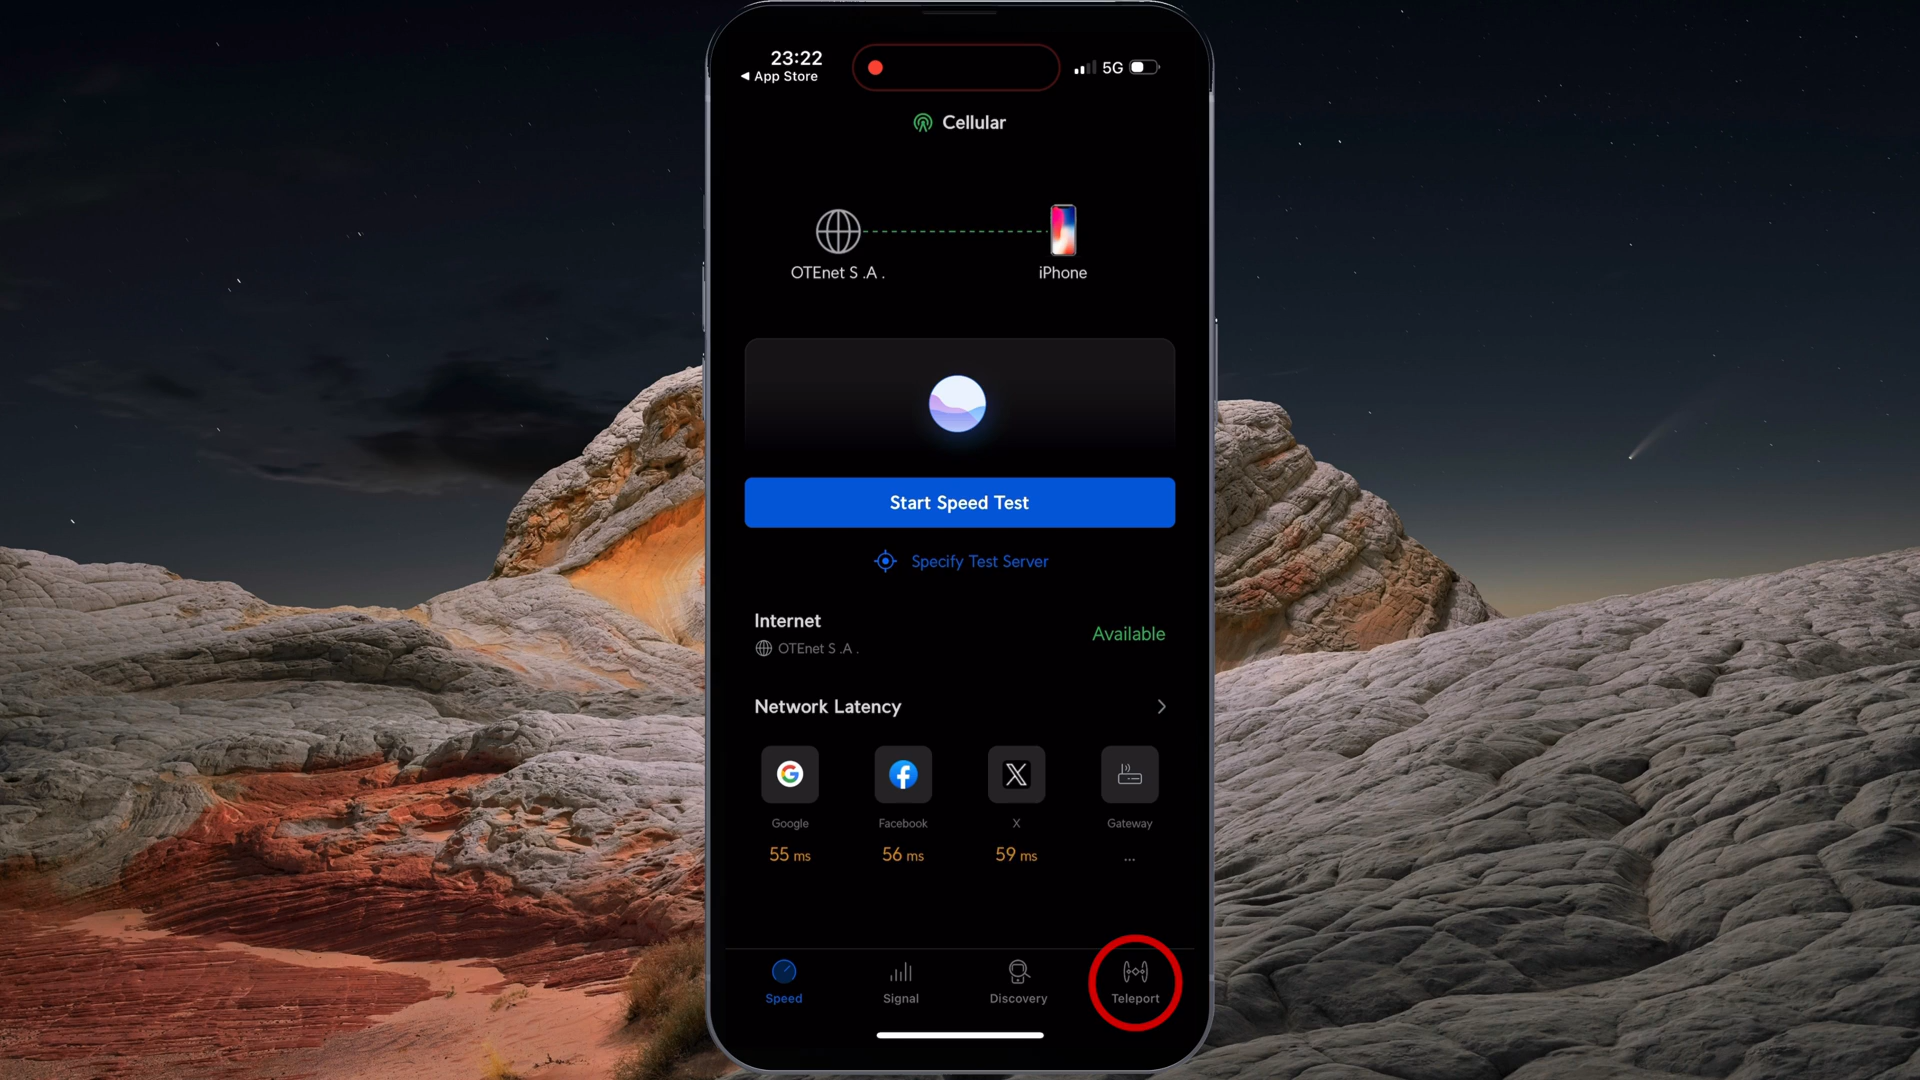 23:22
◀ App Store
5G
Cellular
OTEnet S .A .
iPhone
Start Speed Test
Specify Test Server
Internet
OTEnet S .A .
Available
Network Latency
Google
Facebook
X
Gateway
55 ms
56 ms
59 ms
...
Speed
Signal
Discovery
Teleport